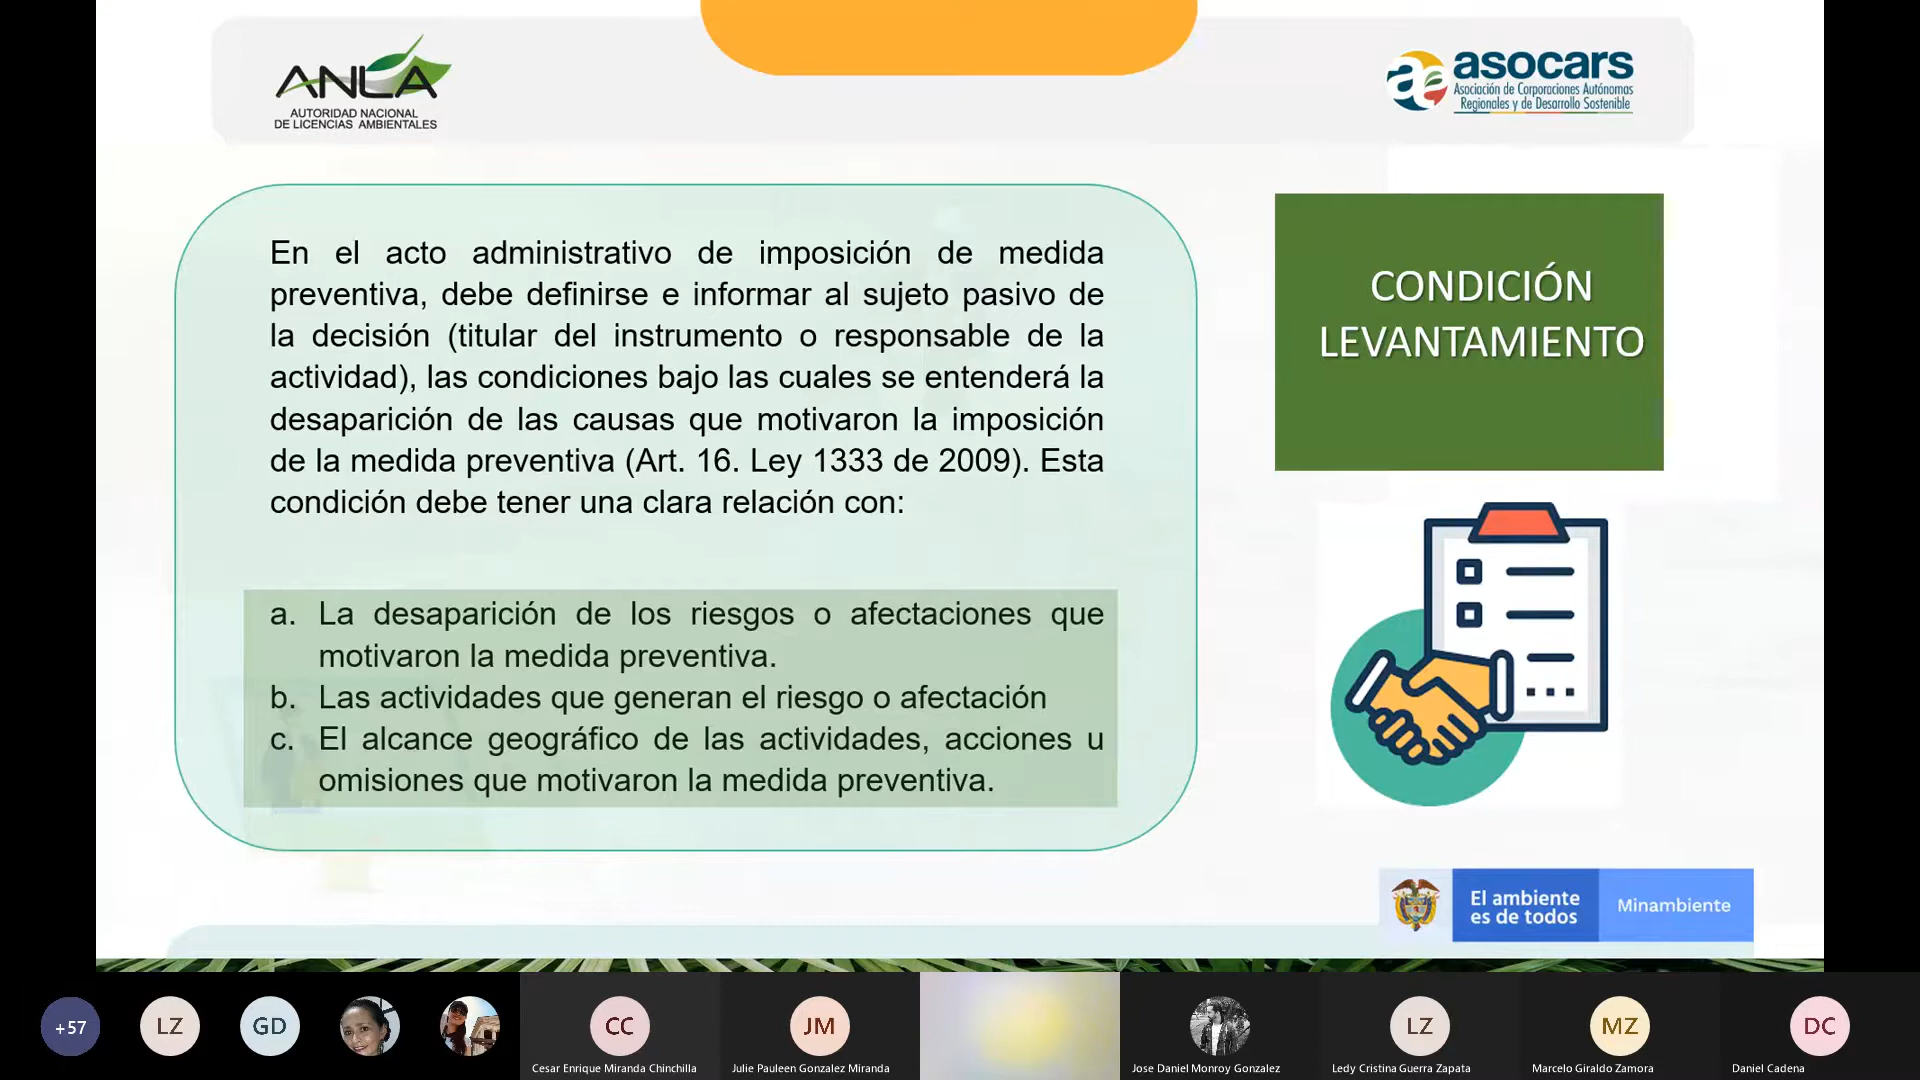 ANLA
AUTORIDAD NACIONAL
DE LICENCIAS AMBIENTALES
asocars
Asociación de Corporaciones Autónomas
Regionales y de Desarrollo Sostenible
En el acto administrativo de imposición de medida
preventiva, debe definirse e informar al sujeto pasivo de
la decisión (titular del instrumento o responsable de la
actividad), las condiciones bajo las cuales se entenderá la
desaparición de las causas que motivaron la imposición
de la medida preventiva (Art. 16. Ley 1333 de 2009). Esta
condición debe tener una clara relación con:
a. La desaparición de los riesgos o afectaciones que
motivaron la medida preventiva.
b. Las actividades que generan el riesgo o afectación
c. El alcance geográfico de las actividades, acciones u
omisiones que motivaron la medida preventiva.
CONDICIÓN
LEVANTAMIENTO
El ambiente
es de todos
Minambiente
+57
LZ
GD
CC
Cesar Enrique Miranda Chinchilla
JM
Julie Pauleen Gonzalez Miranda
Jose Daniel Monroy Gonzalez
LZ
Ledy Cristina Guerra Zapata
MZ
Marcelo Giraldo Zamora
DC
Daniel Cadena